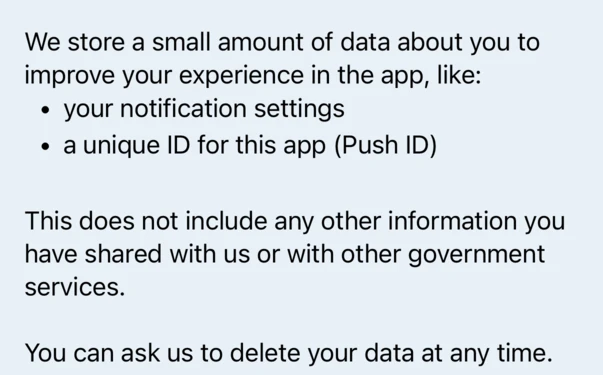 We store a small amount of data about you to
improve your experience in the app, like:
• your notification settings
• a unique ID for this app (Push ID)
This does not include any other information you
have shared with us or with other government
services.
You can ask us to delete your data at any time.